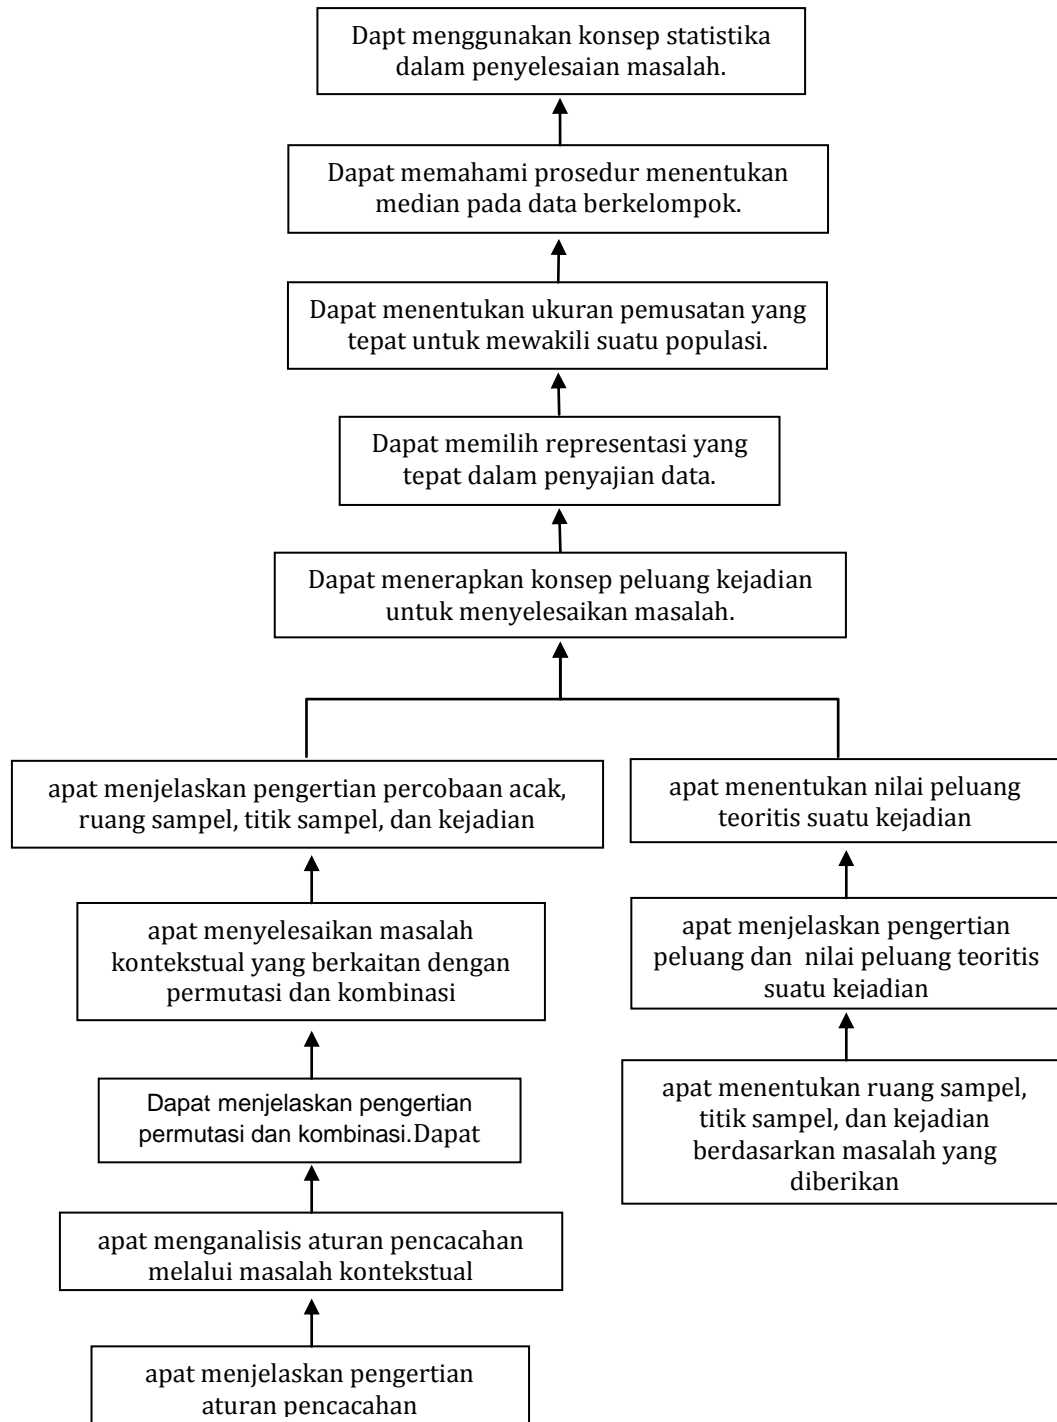 Dapt menggunakan konsep statistika
dalam penyelesaian masalah.
Dapat memahami prosedur menentukan
median pada data berkelompok.
Dapat menentukan ukuran pemusatan yang
tepat untuk mewakili suatu populasi.
Dapat memilih representasi yang
tepat dalam penyajian data.
Dapat menerapkan konsep peluang kejadian
untuk menyelesaikan masalah.
apat menjelaskan pengertian percobaan acak,
ruang sampel, titik sampel, dan kejadian
apat menyelesaikan masalah
kontekstual yang berkaitan dengan
permutasi dan kombinasi
Dapat menjelaskan pengertian
permutasi dan kombinasi.Dapat
apat menganalisis aturan pencacahan
melalui masalah kontekstual
apat menjelaskan pengertian
aturan pencacahan
apat menentukan nilai peluang
teoritis suatu kejadian
apat menjelaskan pengertian
peluang dan  nilai peluang teoritis
suatu kejadian
apat menentukan ruang sampel,
titik sampel, dan kejadian
berdasarkan masalah yang
diberikan